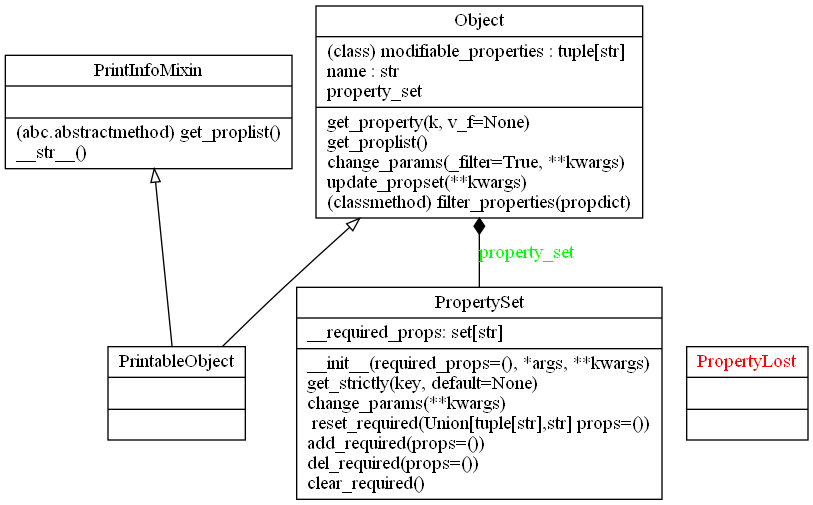 Object
(class) modifiable_properties : tuple[str]
name : str
property_set
get_property(k, v_f=None)
get_proplist()
change_params(_filter=True, **kwargs)
update_propset(**kwargs)
(classmethod) filter_properties(propdict)
PrintInfoMixin
(abc.abstractmethod) get_proplist()
__str__()
property_set
PropertySet
__required_props: set[str]
__init__(required_props=(), *args, **kwargs)
get_strictly(key, default=None)
change_params(**kwargs)
reset_required(Union[tuple[str],str] props=())
add_required(props=())
del_required(props=())
clear_required()
PrintableObject
PropertyLost